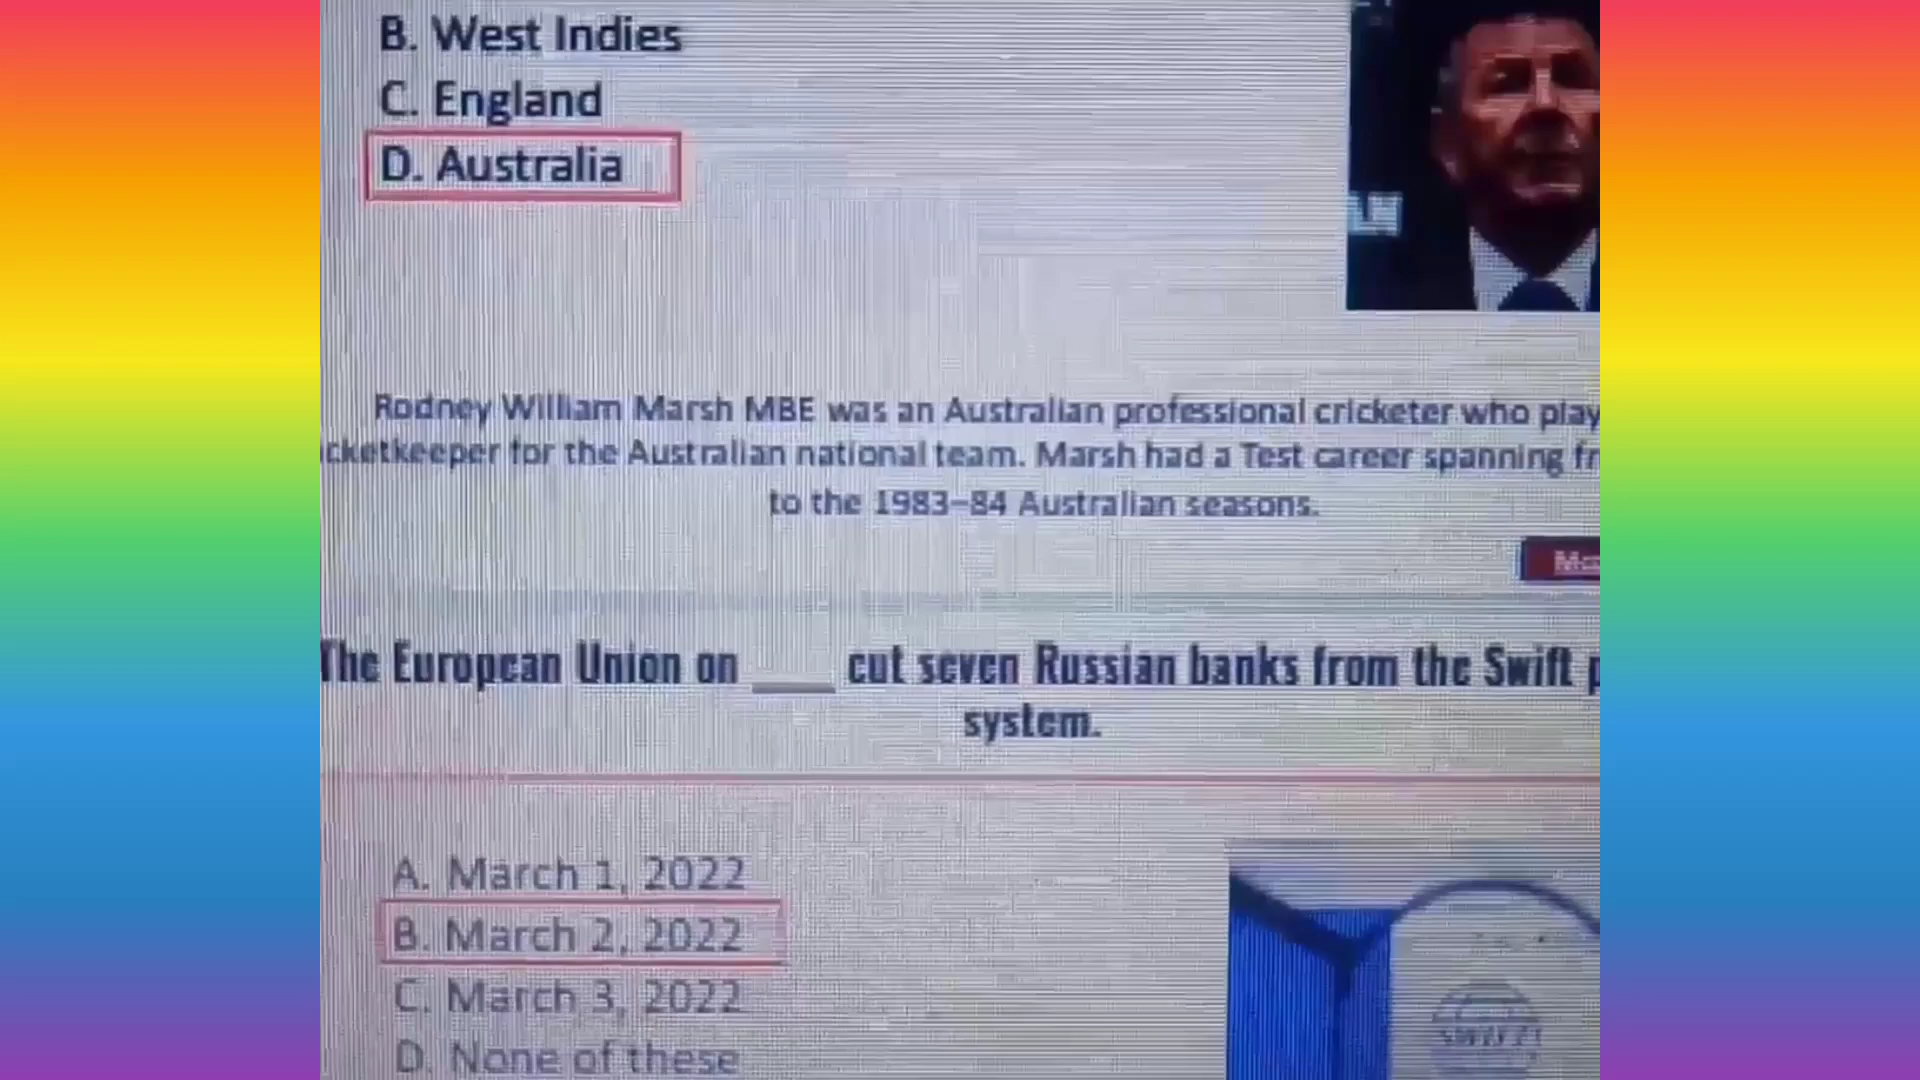 B. West Indies
C. England
D. Australia
Rodney William Marsh MBE was an Australian professional cricketer who play
cketkeeper for the Australian national team. Marsh had a Test career spanning fr
to the 1983–84 Australian seasons.
The European Union on ____ cut seven Russian banks from the Swift p
system.
A. March 1, 2022
B. March 2, 2022
C. March 3, 2022
D. None of these